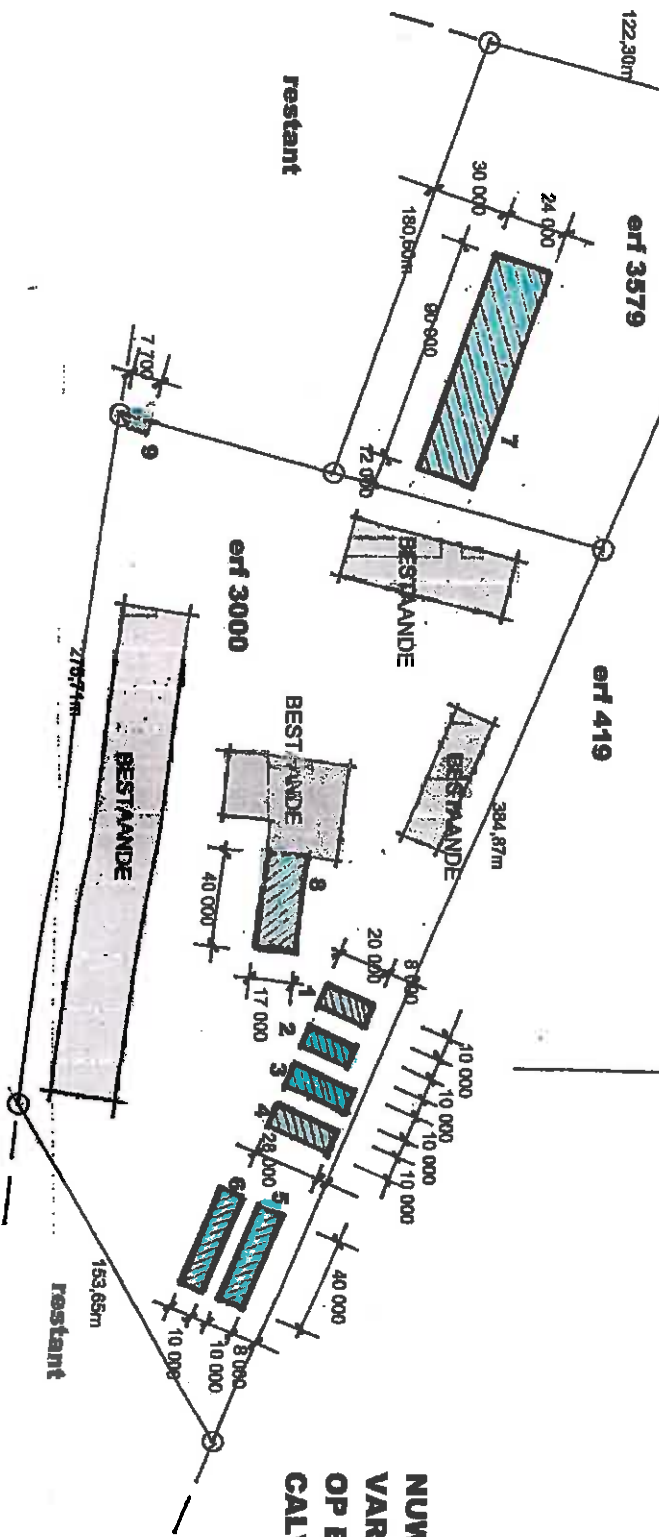 122,30m
erf 3579
restant
30 000
24 000
180,60m
90 000
7
12 000
7 700
9
BESTAANDE
erf 419
erf 3000
BESTAANDE
BESTAANDE
384,87m
BESTAANDE
8
40 000
17 000
20 000
8 000
1
2
3
4
10 000
10 000
10 000
10 000
28 000
5
6
40 000
10 000
10 000
8 000
153,65m
restant
NUW
VAR
OP E